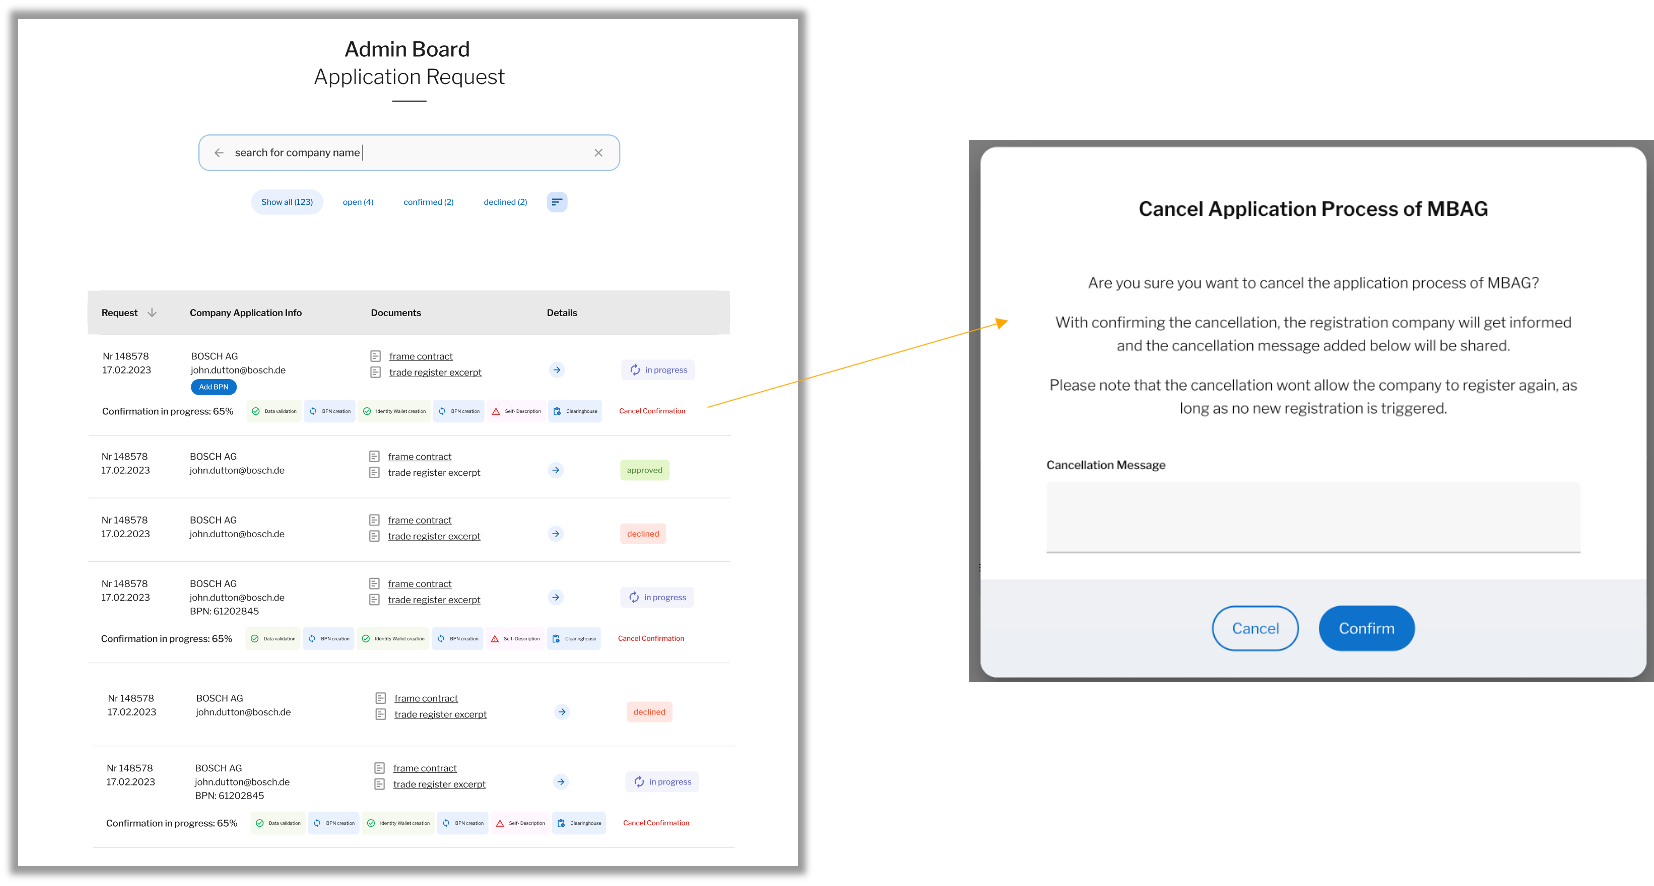 Admin Board
Application Request
search for company name
Show all (123) open (4) confirmed (2) declined (2)
Request Company Application Info Documents Details
Nr 148578 BOSCH AG frame contract
17.02.2023 john.dutton@bosch.de trade register excerpt in progress
Add BPN
Confirmation in progress: 65% Data validation BPN creation Identity Wallet creation BPN creation Self-Description Clearinghouse Cancel Confirmation
Nr 148578 BOSCH AG frame contract
17.02.2023 john.dutton@bosch.de trade register excerpt approved
Nr 148578 BOSCH AG frame contract
17.02.2023 john.dutton@bosch.de trade register excerpt declined
Nr 148578 BOSCH AG frame contract
17.02.2023 john.dutton@bosch.de trade register excerpt in progress
BPN: 61202845
Confirmation in progress: 65% Data validation BPN creation Identity Wallet creation BPN creation Self-Description Clearinghouse Cancel Confirmation
Nr 148578 BOSCH AG frame contract
17.02.2023 john.dutton@bosch.de trade register excerpt declined
Nr 148578 BOSCH AG frame contract
17.02.2023 john.dutton@bosch.de trade register excerpt in progress
BPN: 61202845
Confirmation in progress: 65% Data validation BPN creation Identity Wallet creation BPN creation Self-Description Clearinghouse Cancel Confirmation
Cancel Application Process of MBAG
Are you sure you want to cancel the application process of MBAG?
With confirming the cancellation, the registration company will get informed
and the cancellation message added below will be shared.
Please note that the cancellation wont allow the company to register again, as
long as no new registration is triggered.
Cancellation Message
Cancel Confirm